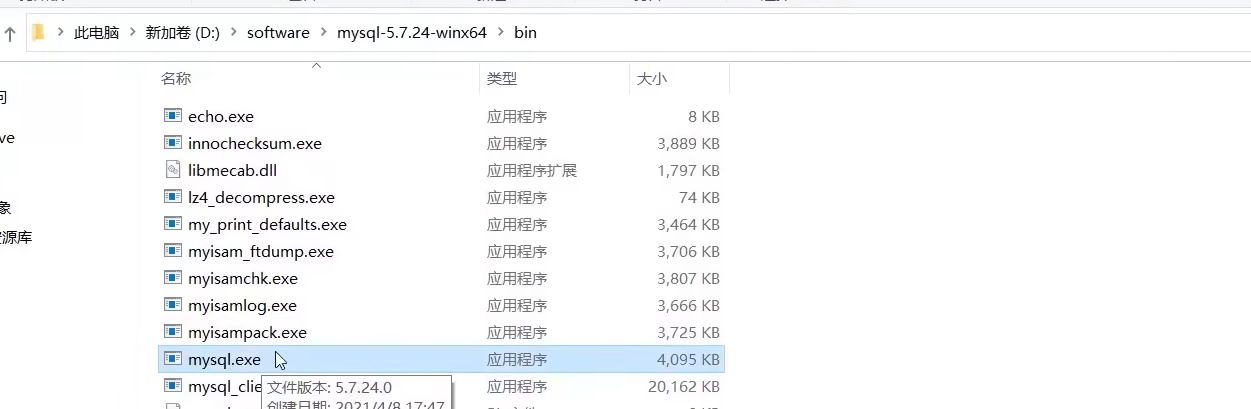 此电脑 > 新加卷 (D:) > software > mysql-5.7.24-winx64 > bin
名称 类型 大小
echo.exe 应用程序 8 KB
innochecksum.exe 应用程序 3,889 KB
libmecab.dll 应用程序扩展 1,797 KB
lz4_decompress.exe 应用程序 74 KB
my_print_defaults.exe 应用程序 3,464 KB
myisam_ftdump.exe 应用程序 3,706 KB
myisamchk.exe 应用程序 3,807 KB
myisamlog.exe 应用程序 3,666 KB
myisampack.exe 应用程序 3,725 KB
mysql.exe 应用程序 4,095 KB
mysql_clie 应用程序 20,162 KB
文件版本: 5.7.24.0
创建日期: 2021/4/8 17:47
问
ve
象
资源库